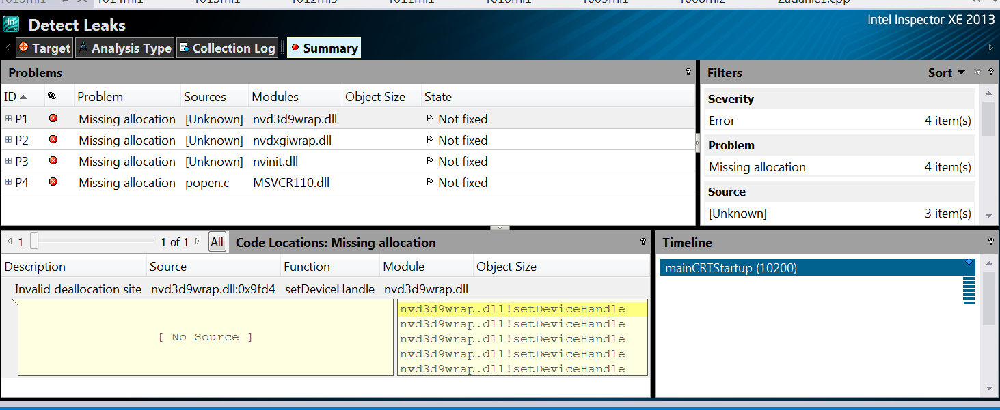 Zadanie1.cpp
Detect Leaks
Intel Inspector XE 2013
Target Analysis Type Collection Log Summary
Problems ?
ID Problem Sources Modules Object Size State
P1 Missing allocation [Unknown] nvd3d9wrap.dll Not fixed
P2 Missing allocation [Unknown] nvdxgiwrap.dll Not fixed
P3 Missing allocation [Unknown] nvinit.dll Not fixed
P4 Missing allocation popen.c MSVCR110.dll Not fixed
Filters Sort ?
Severity
Error 4 item(s)
Problem
Missing allocation 4 item(s)
Source
[Unknown] 3 item(s)
1 1 of 1 All Code Locations: Missing allocation ?
Description Source Function Module Object Size
Invalid deallocation site nvd3d9wrap.dll:0x9fd4 setDeviceHandle nvd3d9wrap.dll
[ No Source ]
nvd3d9wrap.dll!setDeviceHandle
nvd3d9wrap.dll!setDeviceHandle
nvd3d9wrap.dll!setDeviceHandle
nvd3d9wrap.dll!setDeviceHandle
nvd3d9wrap.dll!setDeviceHandle
Timeline ?
mainCRTStartup (10200)